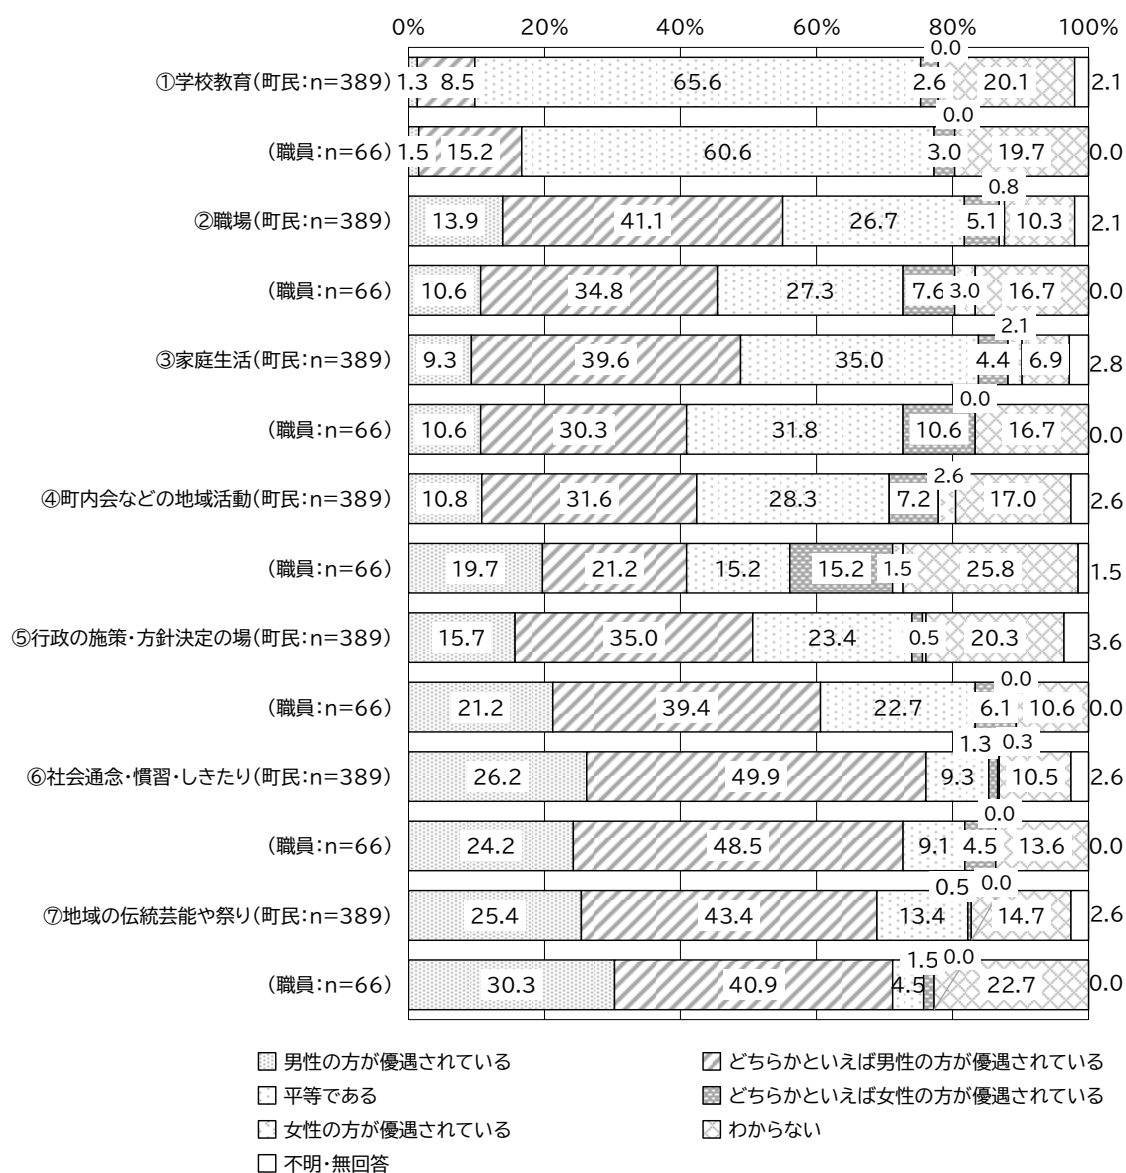 0% 20% 40% 60% 80% 100%
0.0
①学校教育(町民:n=389) 1.3 8.5 65.6 2.6 20.1 2.1
0.0
(職員:n=66) 1.5 15.2 60.6 3.0 19.7 0.0
0.8
②職場(町民:n=389) 13.9 41.1 26.7 5.1 10.3 2.1
(職員:n=66) 10.6 34.8 27.3 7.6 3.0 16.7 0.0
2.1
③家庭生活(町民:n=389) 9.3 39.6 35.0 4.4 6.9 2.8
0.0
(職員:n=66) 10.6 30.3 31.8 10.6 16.7 0.0
2.6
④町内会などの地域活動(町民:n=389) 10.8 31.6 28.3 7.2 17.0 2.6
(職員:n=66) 19.7 21.2 15.2 15.2 1.5 25.8 1.5
⑤行政の施策・方針決定の場(町民:n=389) 15.7 35.0 23.4 0.5 20.3 3.6
0.0
(職員:n=66) 21.2 39.4 22.7 6.1 10.6 0.0
1.3 0.3
⑥社会通念・慣習・しきたり(町民:n=389) 26.2 49.9 9.3 10.5 2.6
0.0
(職員:n=66) 24.2 48.5 9.1 4.5 13.6 0.0
0.5 0.0
⑦地域の伝統芸能や祭り(町民:n=389) 25.4 43.4 13.4 14.7 2.6
1.5 0.0
(職員:n=66) 30.3 40.9 4.5 22.7 0.0
男性の方が優遇されている どちらかといえば男性の方が優遇されている
平等である どちらかといえば女性の方が優遇されている
女性の方が優遇されている わからない
不明・無回答